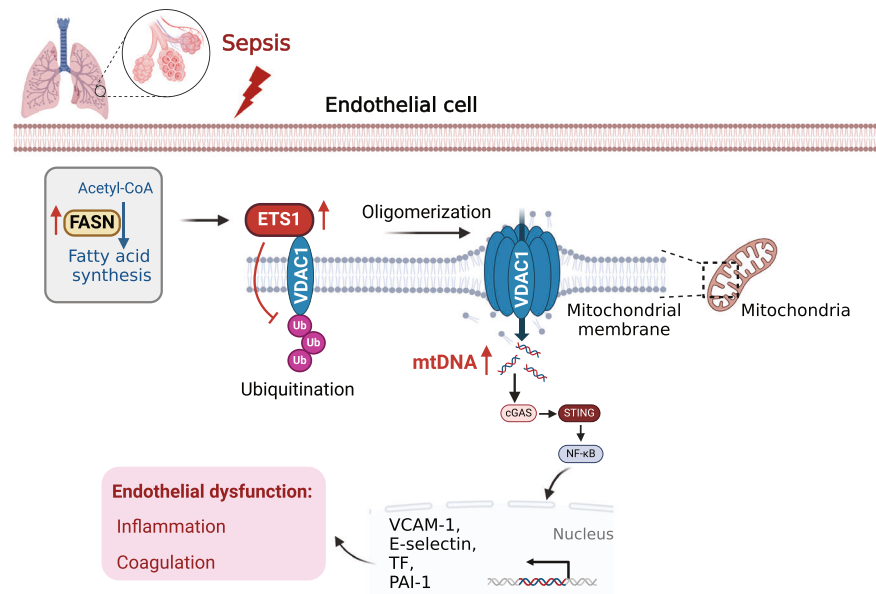 Sepsis
Endothelial cell
Acetyl-CoA
FASN
Fatty acid
synthesis
ETS1
VDAC1
Ub
Ub
Ub
Ubiquitination
Oligomerization
VDAC1
Mitochondrial
membrane
Mitochondria
mtDNA
cGAS
STING
NF-κB
Nucleus
VCAM-1,
E-selectin,
TF,
PAI-1
Endothelial dysfunction:
Inflammation
Coagulation